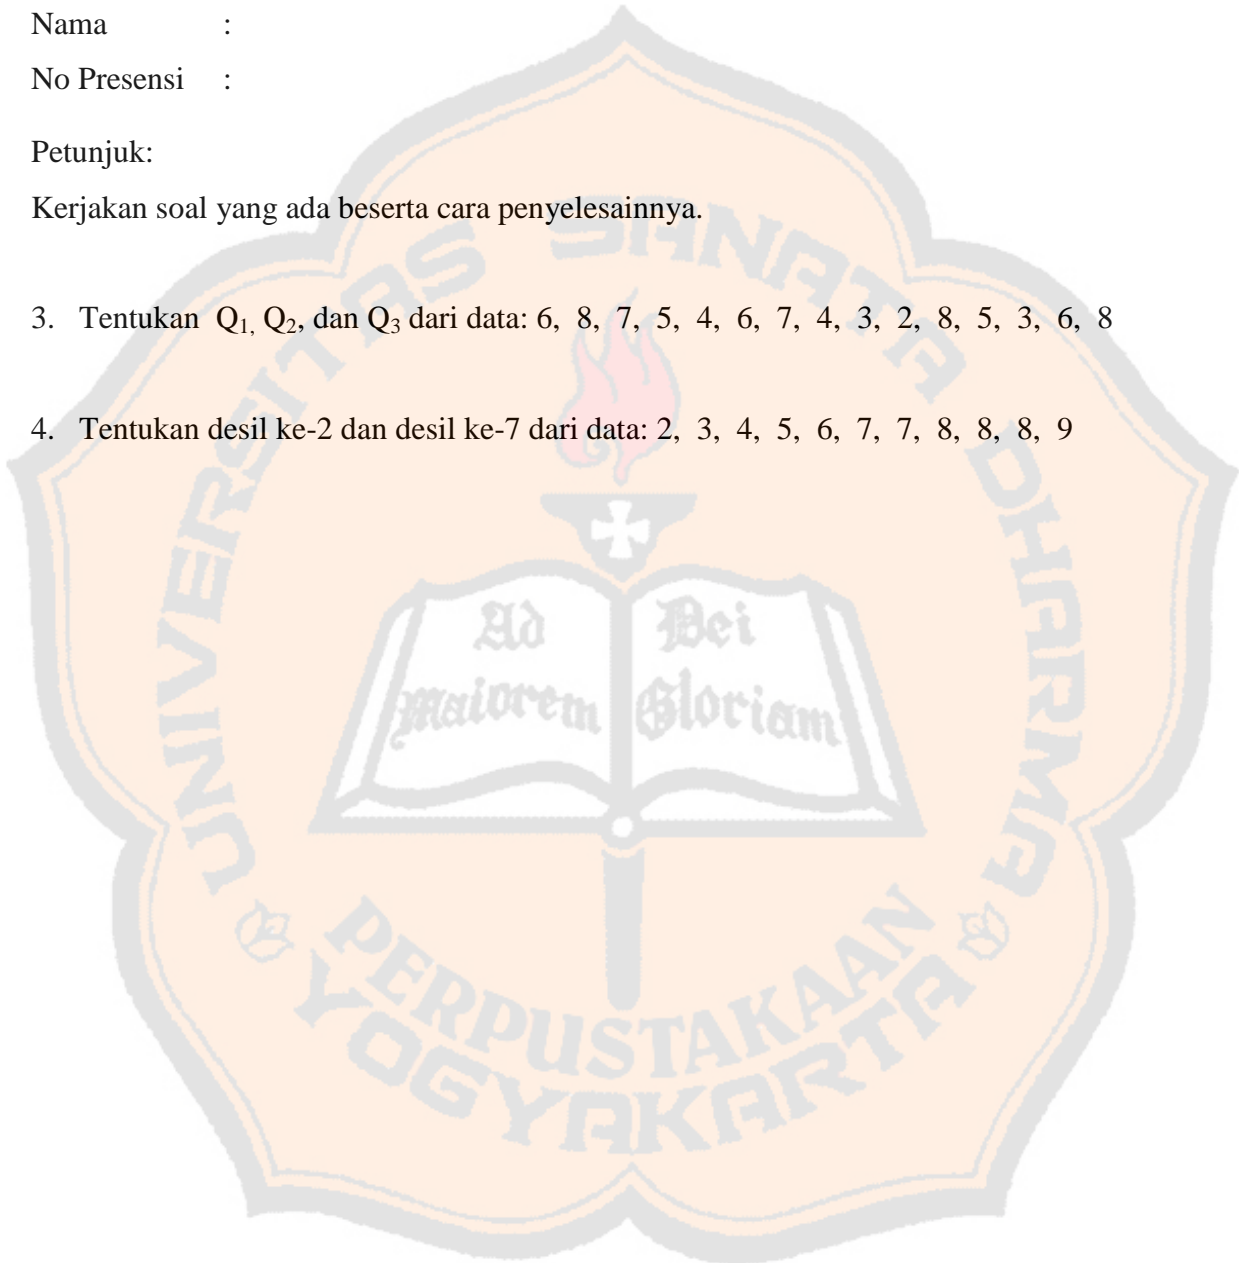 Nama :
No Presensi :
Petunjuk:
Kerjakan soal yang ada beserta cara penyelesainnya.
3. Tentukan Q1, Q2, dan Q3 dari data: 6, 8, 7, 5, 4, 6, 7, 4, 3, 2, 8, 5, 3, 6, 8
4. Tentukan desil ke-2 dan desil ke-7 dari data: 2, 3, 4, 5, 6, 7, 7, 8, 8, 8, 9
UNIVERSITAS SANATA DHARMA
Ad Maiorem
Dei Gloriam
PERPUSTAKAAN
YOGYAKARTA